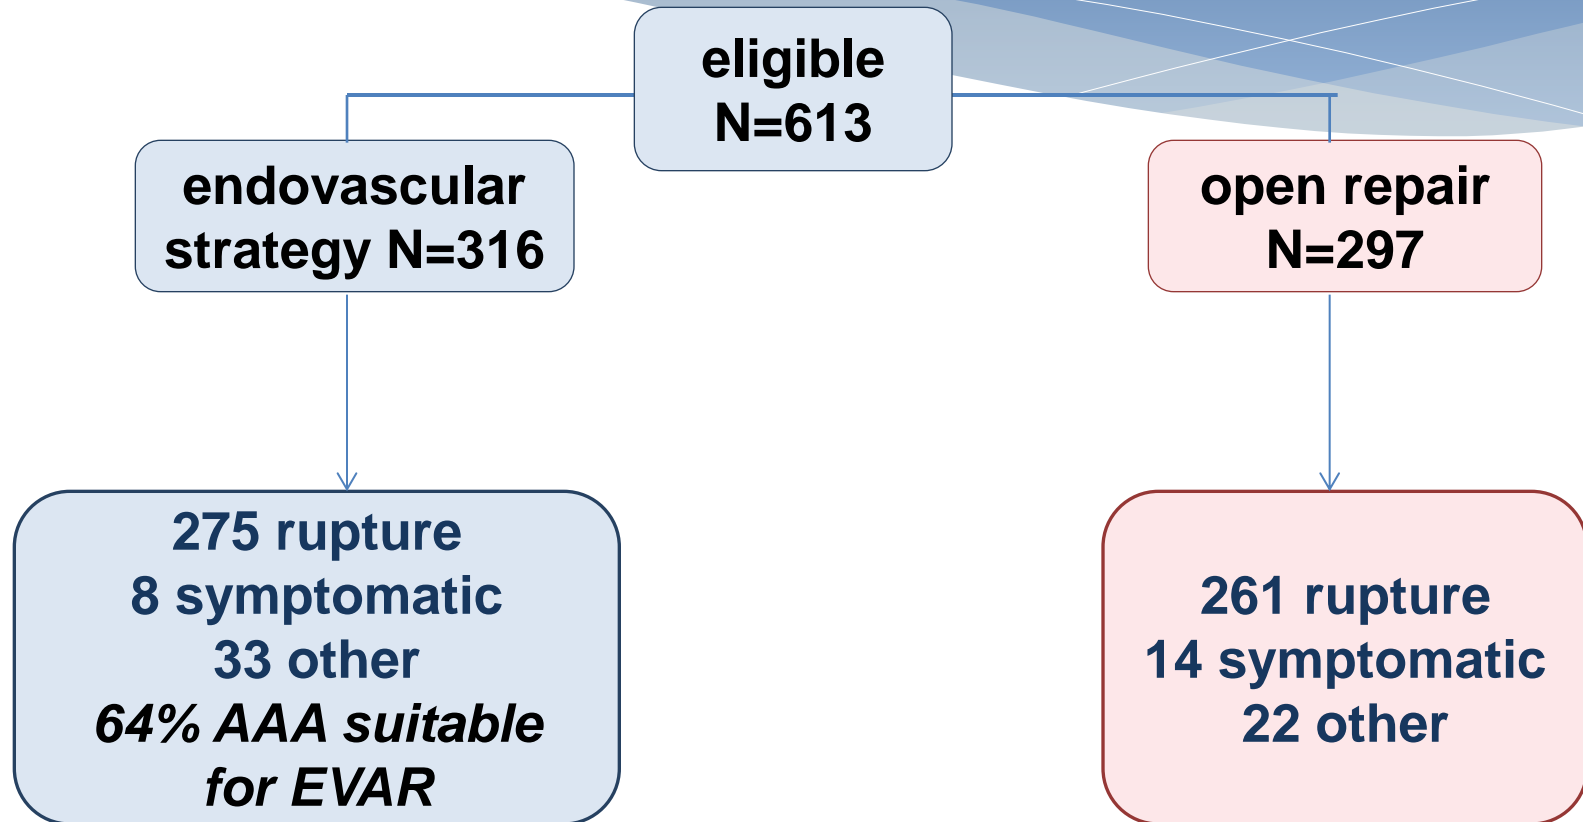 eligible
N=613
endovascular
strategy N=316
open repair
N=297
275 rupture
8 symptomatic
33 other
64% AAA suitable
for EVAR
261 rupture
14 symptomatic
22 other